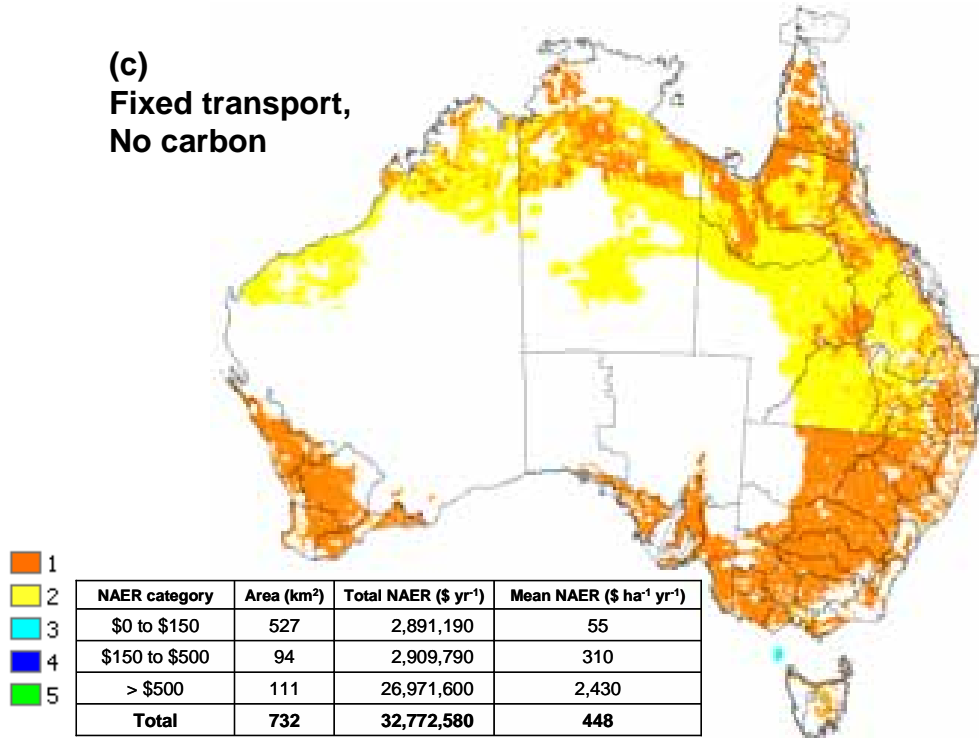 (c)
Fixed transport,
No carbon
1
2
3
4
5
NAER category Area (km²) Total NAER ($ yr⁻¹) Mean NAER ($ ha⁻¹ yr⁻¹)
$0 to $150 527 2,891,190 55
$150 to $500 94 2,909,790 310
> $500 111 26,971,600 2,430
Total 732 32,772,580 448